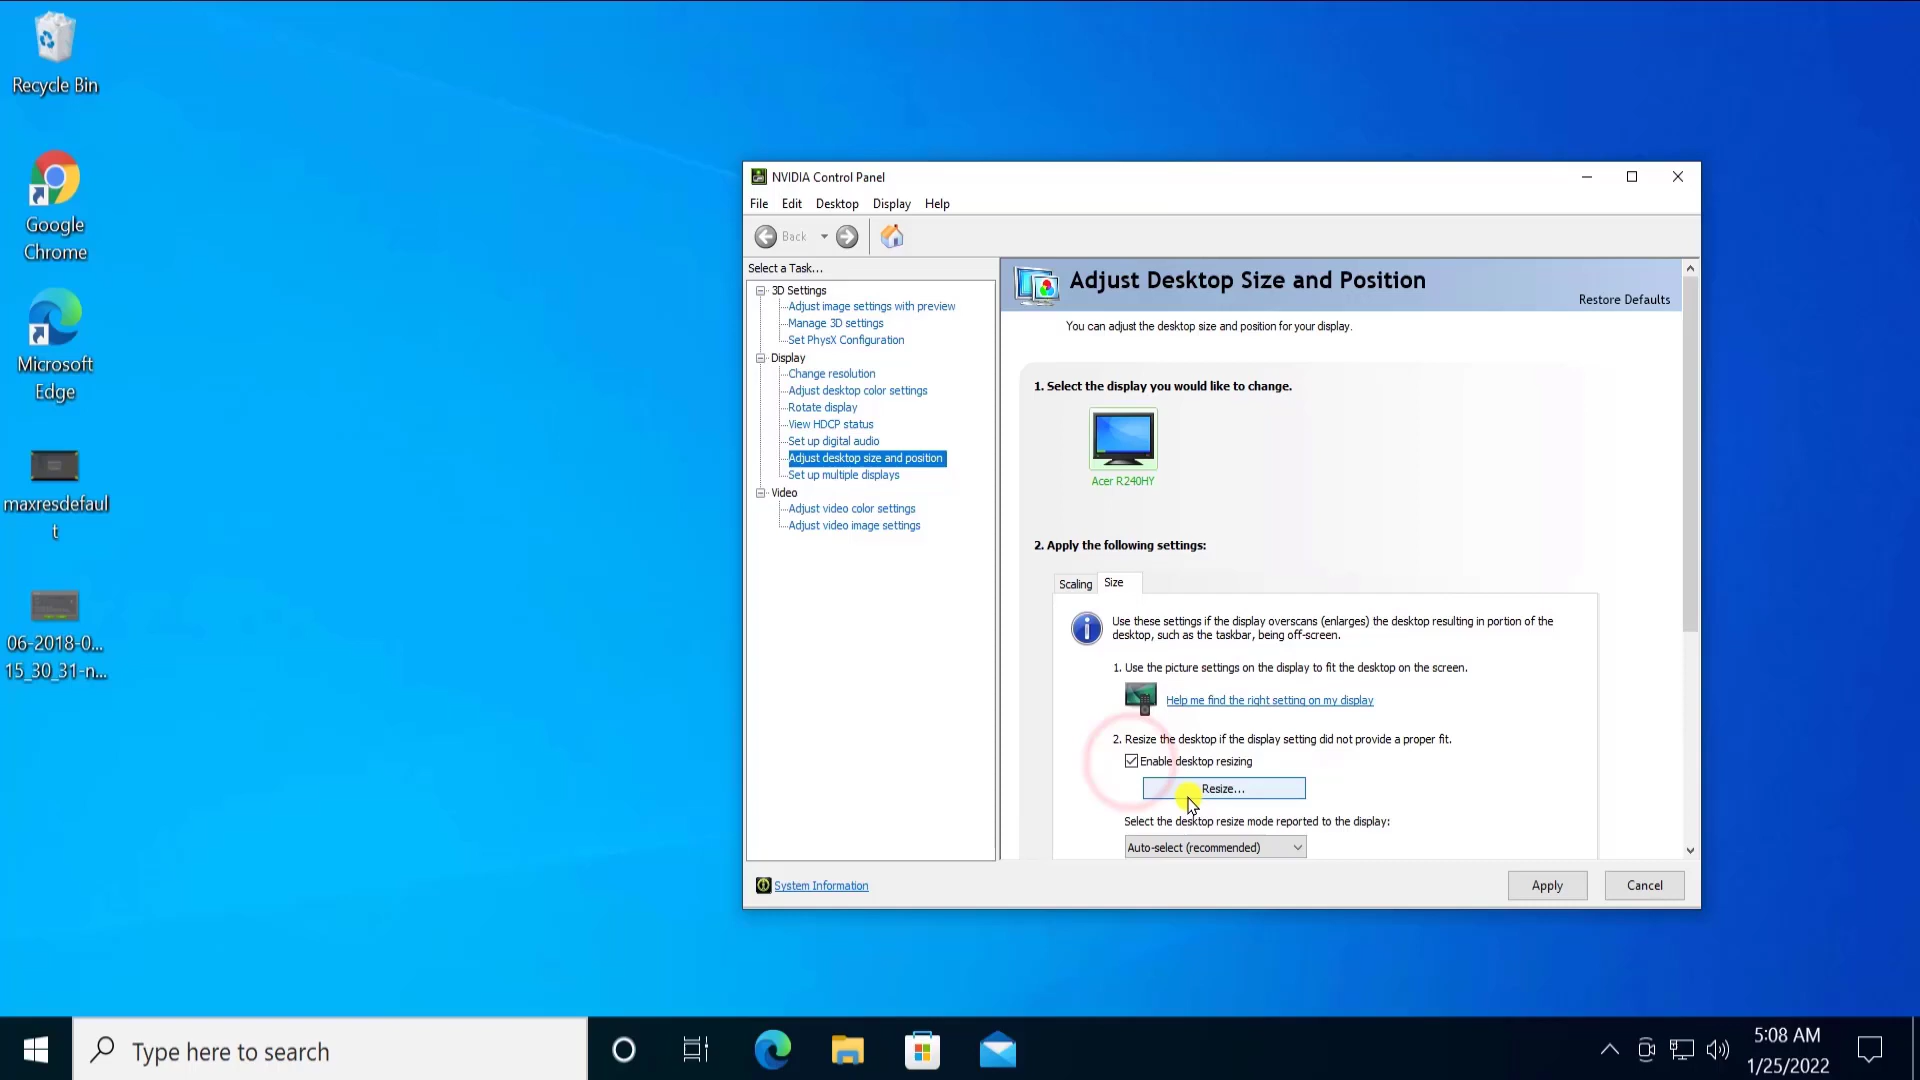 Recycle Bin
Google
Chrome
Microsoft
Edge
maxresdefaul
t
06-2018-0...
15_30_31-n...
NVIDIA Control Panel
File Edit Desktop Display Help
Back
Select a Task...
3D Settings
Adjust image settings with preview
Manage 3D settings
Set PhysX Configuration
Display
Change resolution
Adjust desktop color settings
Rotate display
View HDCP status
Set up digital audio
Adjust desktop size and position
Set up multiple displays
Video
Adjust video color settings
Adjust video image settings
Adjust Desktop Size and Position
Restore Defaults
You can adjust the desktop size and position for your display.
1. Select the display you would like to change.
Acer R240HY
2. Apply the following settings:
Scaling Size
Use these settings if the display overscans (enlarges) the desktop resulting in portion of the
desktop, such as the taskbar, being off-screen.
1. Use the picture settings on the display to fit the desktop on the screen.
Help me find the right setting on my display
2. Resize the desktop if the display setting did not provide a proper fit.
Enable desktop resizing
Resize...
Select the desktop resize mode reported to the display:
Auto-select (recommended)
System Information
Apply Cancel
Type here to search
5:08 AM
1/25/2022